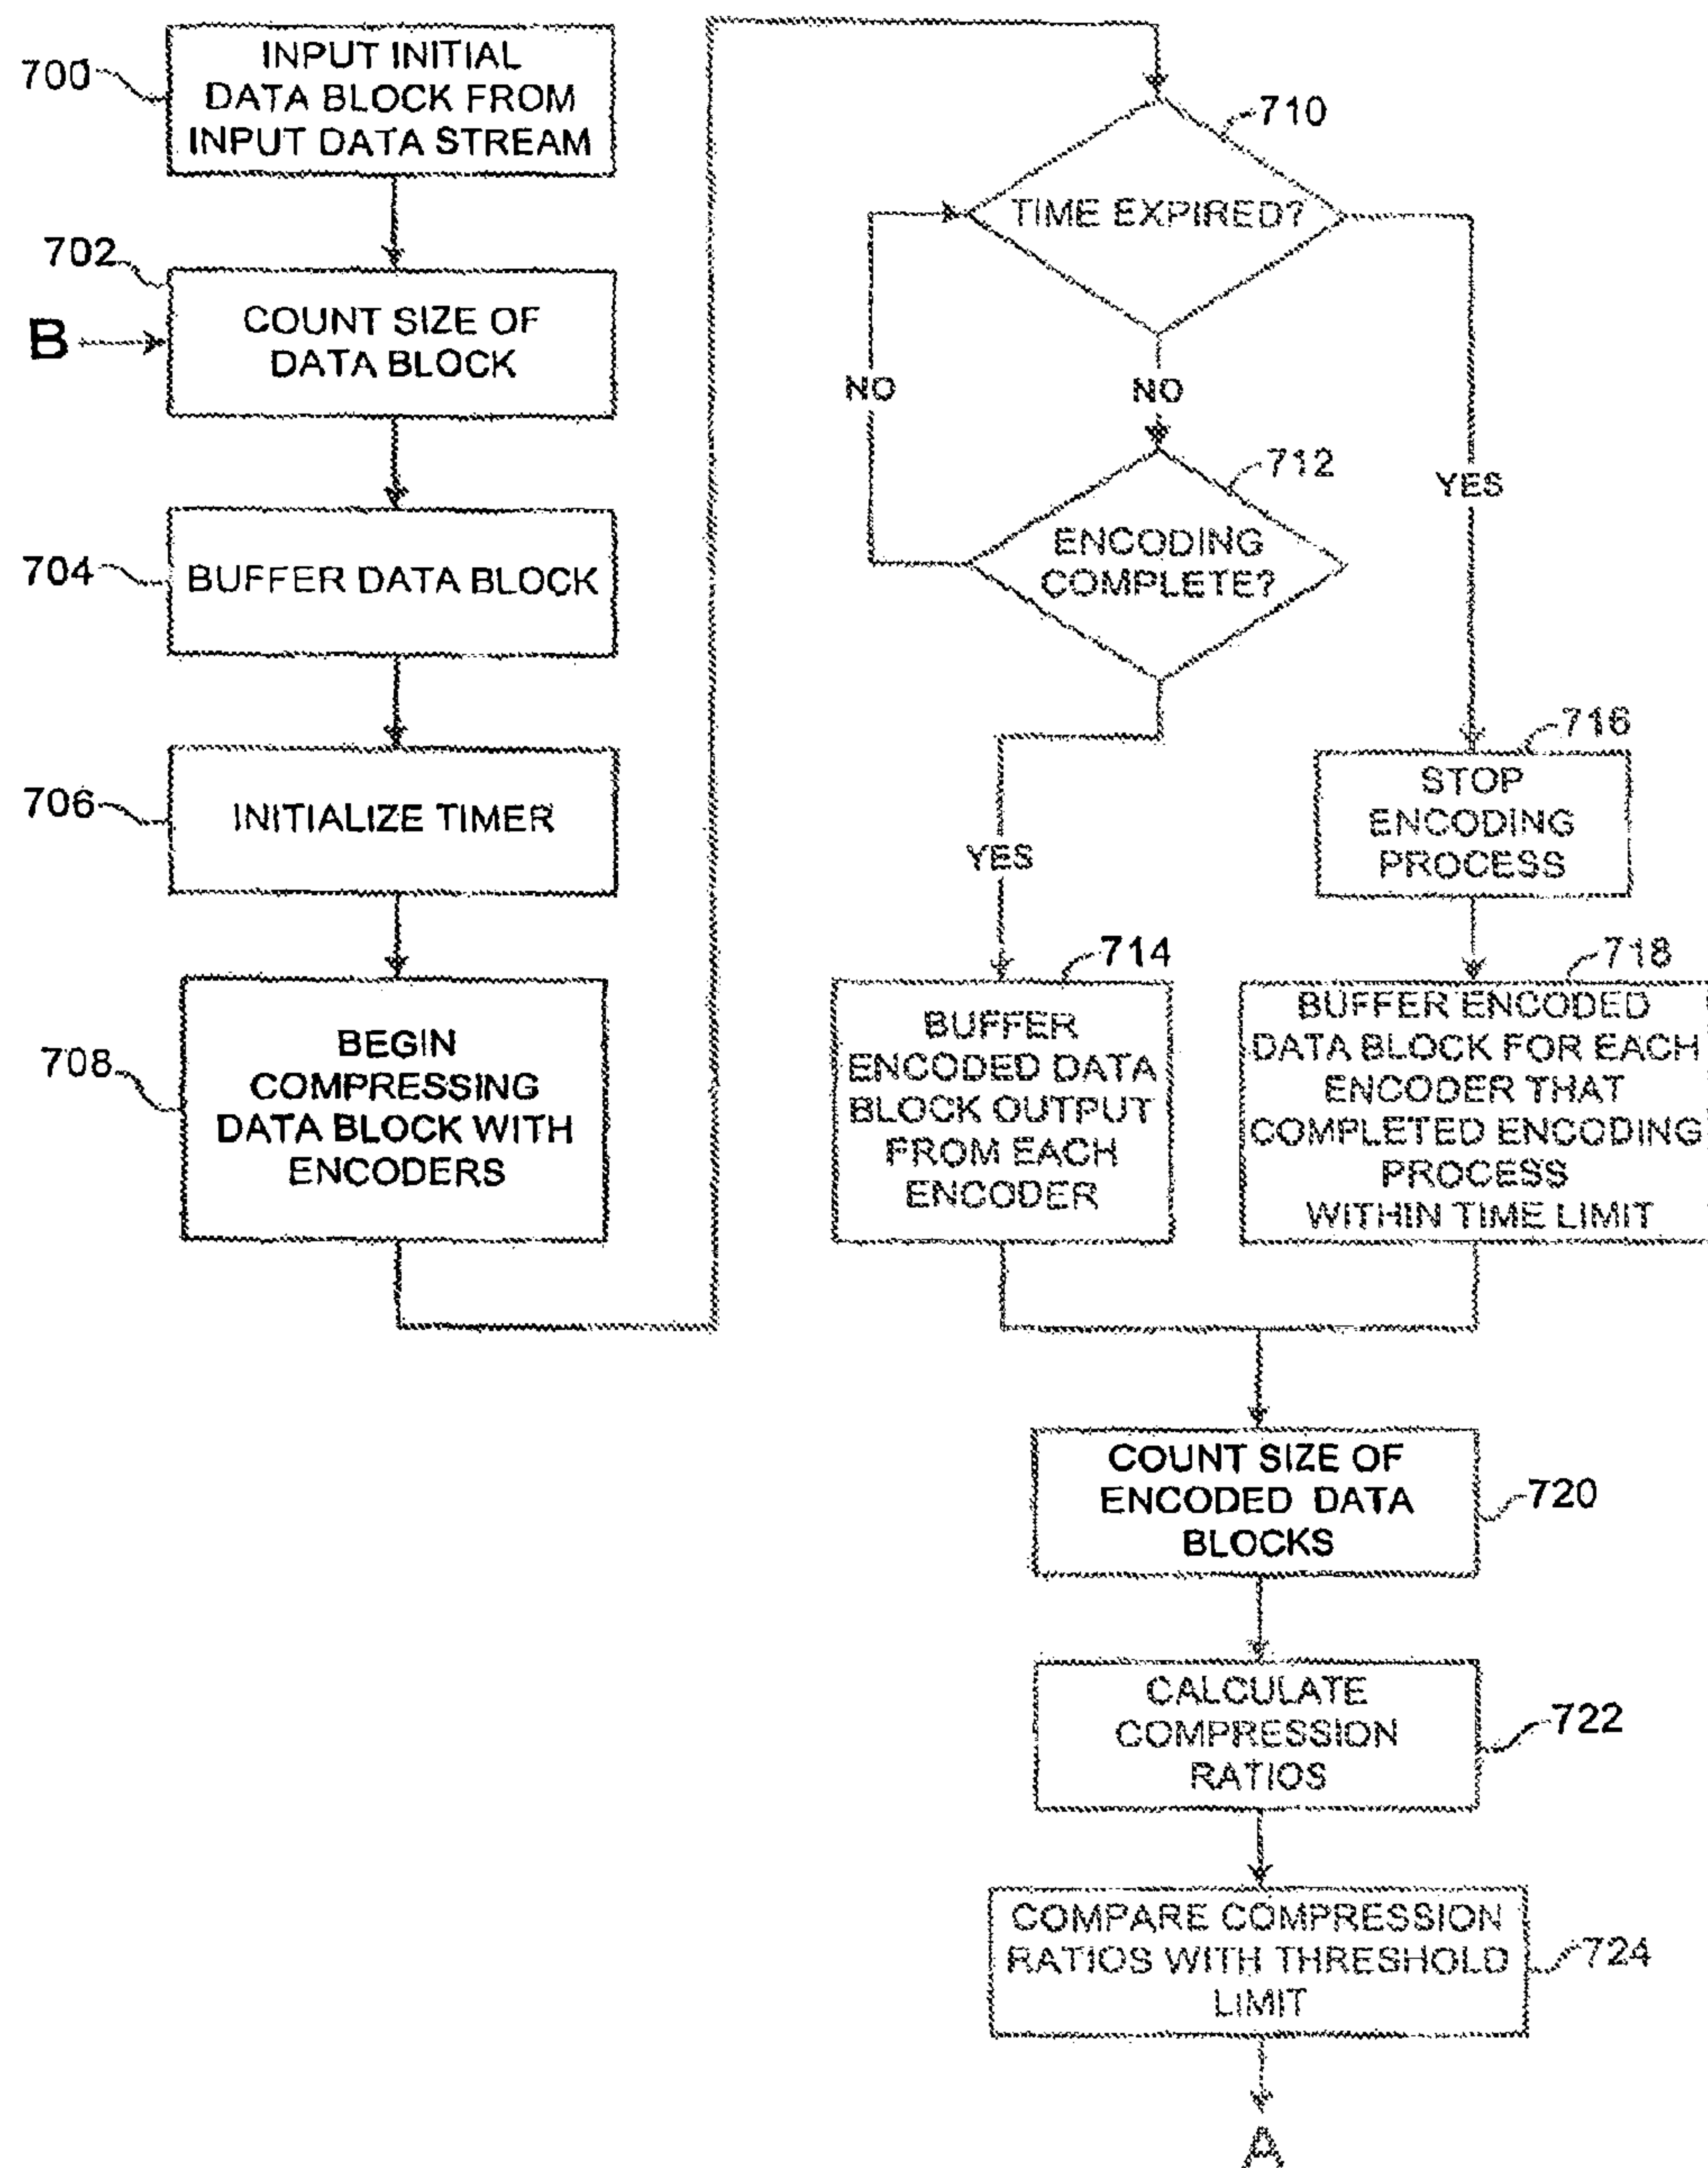 700
INPUT INITIAL
DATA BLOCK FROM
INPUT DATA STREAM
702
B
COUNT SIZE OF
DATA BLOCK
704
BUFFER DATA BLOCK
706
INITIALIZE TIMER
708
BEGIN
COMPRESSING
DATA BLOCK WITH
ENCODERS
710
TIME EXPIRED?
NO
NO
YES
712
ENCODING
COMPLETE?
YES
716
STOP
ENCODING
PROCESS
714
BUFFER
ENCODED DATA
BLOCK OUTPUT
FROM EACH
ENCODER
718
BUFFER ENCODED
DATA BLOCK FOR EACH
ENCODER THAT
COMPLETED ENCODING
PROCESS
WITHIN TIME LIMIT
COUNT SIZE OF
ENCODED DATA
BLOCKS
720
CALCULATE
COMPRESSION
RATIOS
722
COMPARE COMPRESSION
RATIOS WITH THRESHOLD
LIMIT
724
A